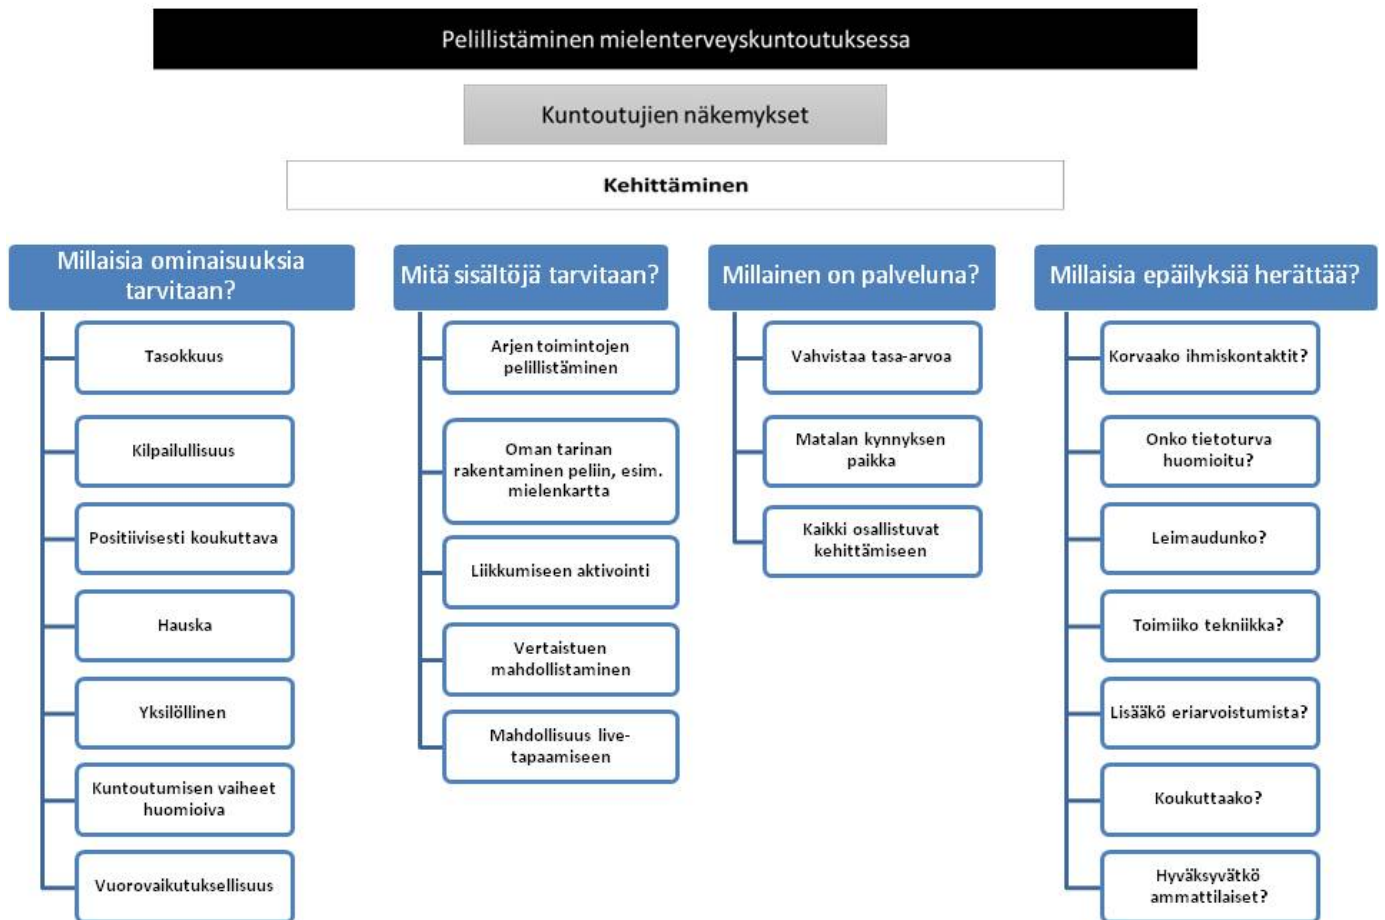 Pelillistäminen mielenterveyskuntoutuksessa
Kuntoutujien näkemykset
Kehittäminen
Millaisia ominaisuuksia
tarvitaan?
Tasokkuus
Kilpailullisuus
Positiivisesti koukuttava
Hauska
Yksilöllinen
Kuntoutumisen vaiheet
huomioiva
Vuorovaikutuksellisuus
Mitä sisältöjä tarvitaan?
Arjen toimintojen
pelillistäminen
Oman tarinan
rakentaminen peliin, esim.
mielenkartta
Liikkumiseen aktivointi
Vertaistuen
mahdollistaminen
Mahdollisuus live-
tapaamiseen
Millainen on palveluna?
Vahvistaa tasa-arvoa
Matalan kynnyksen
paikka
Kaikki osallistuvat
kehittämiseen
Millaisia epäilyksiä herättää?
Korvaako ihmiskontaktit?
Onko tietoturva
huomioitu?
Leimaudunko?
Toimiiko tekniikka?
Lisääkö eriarvoistumista?
Koukuttaako?
Hyväksyvätkö
ammattilaiset?